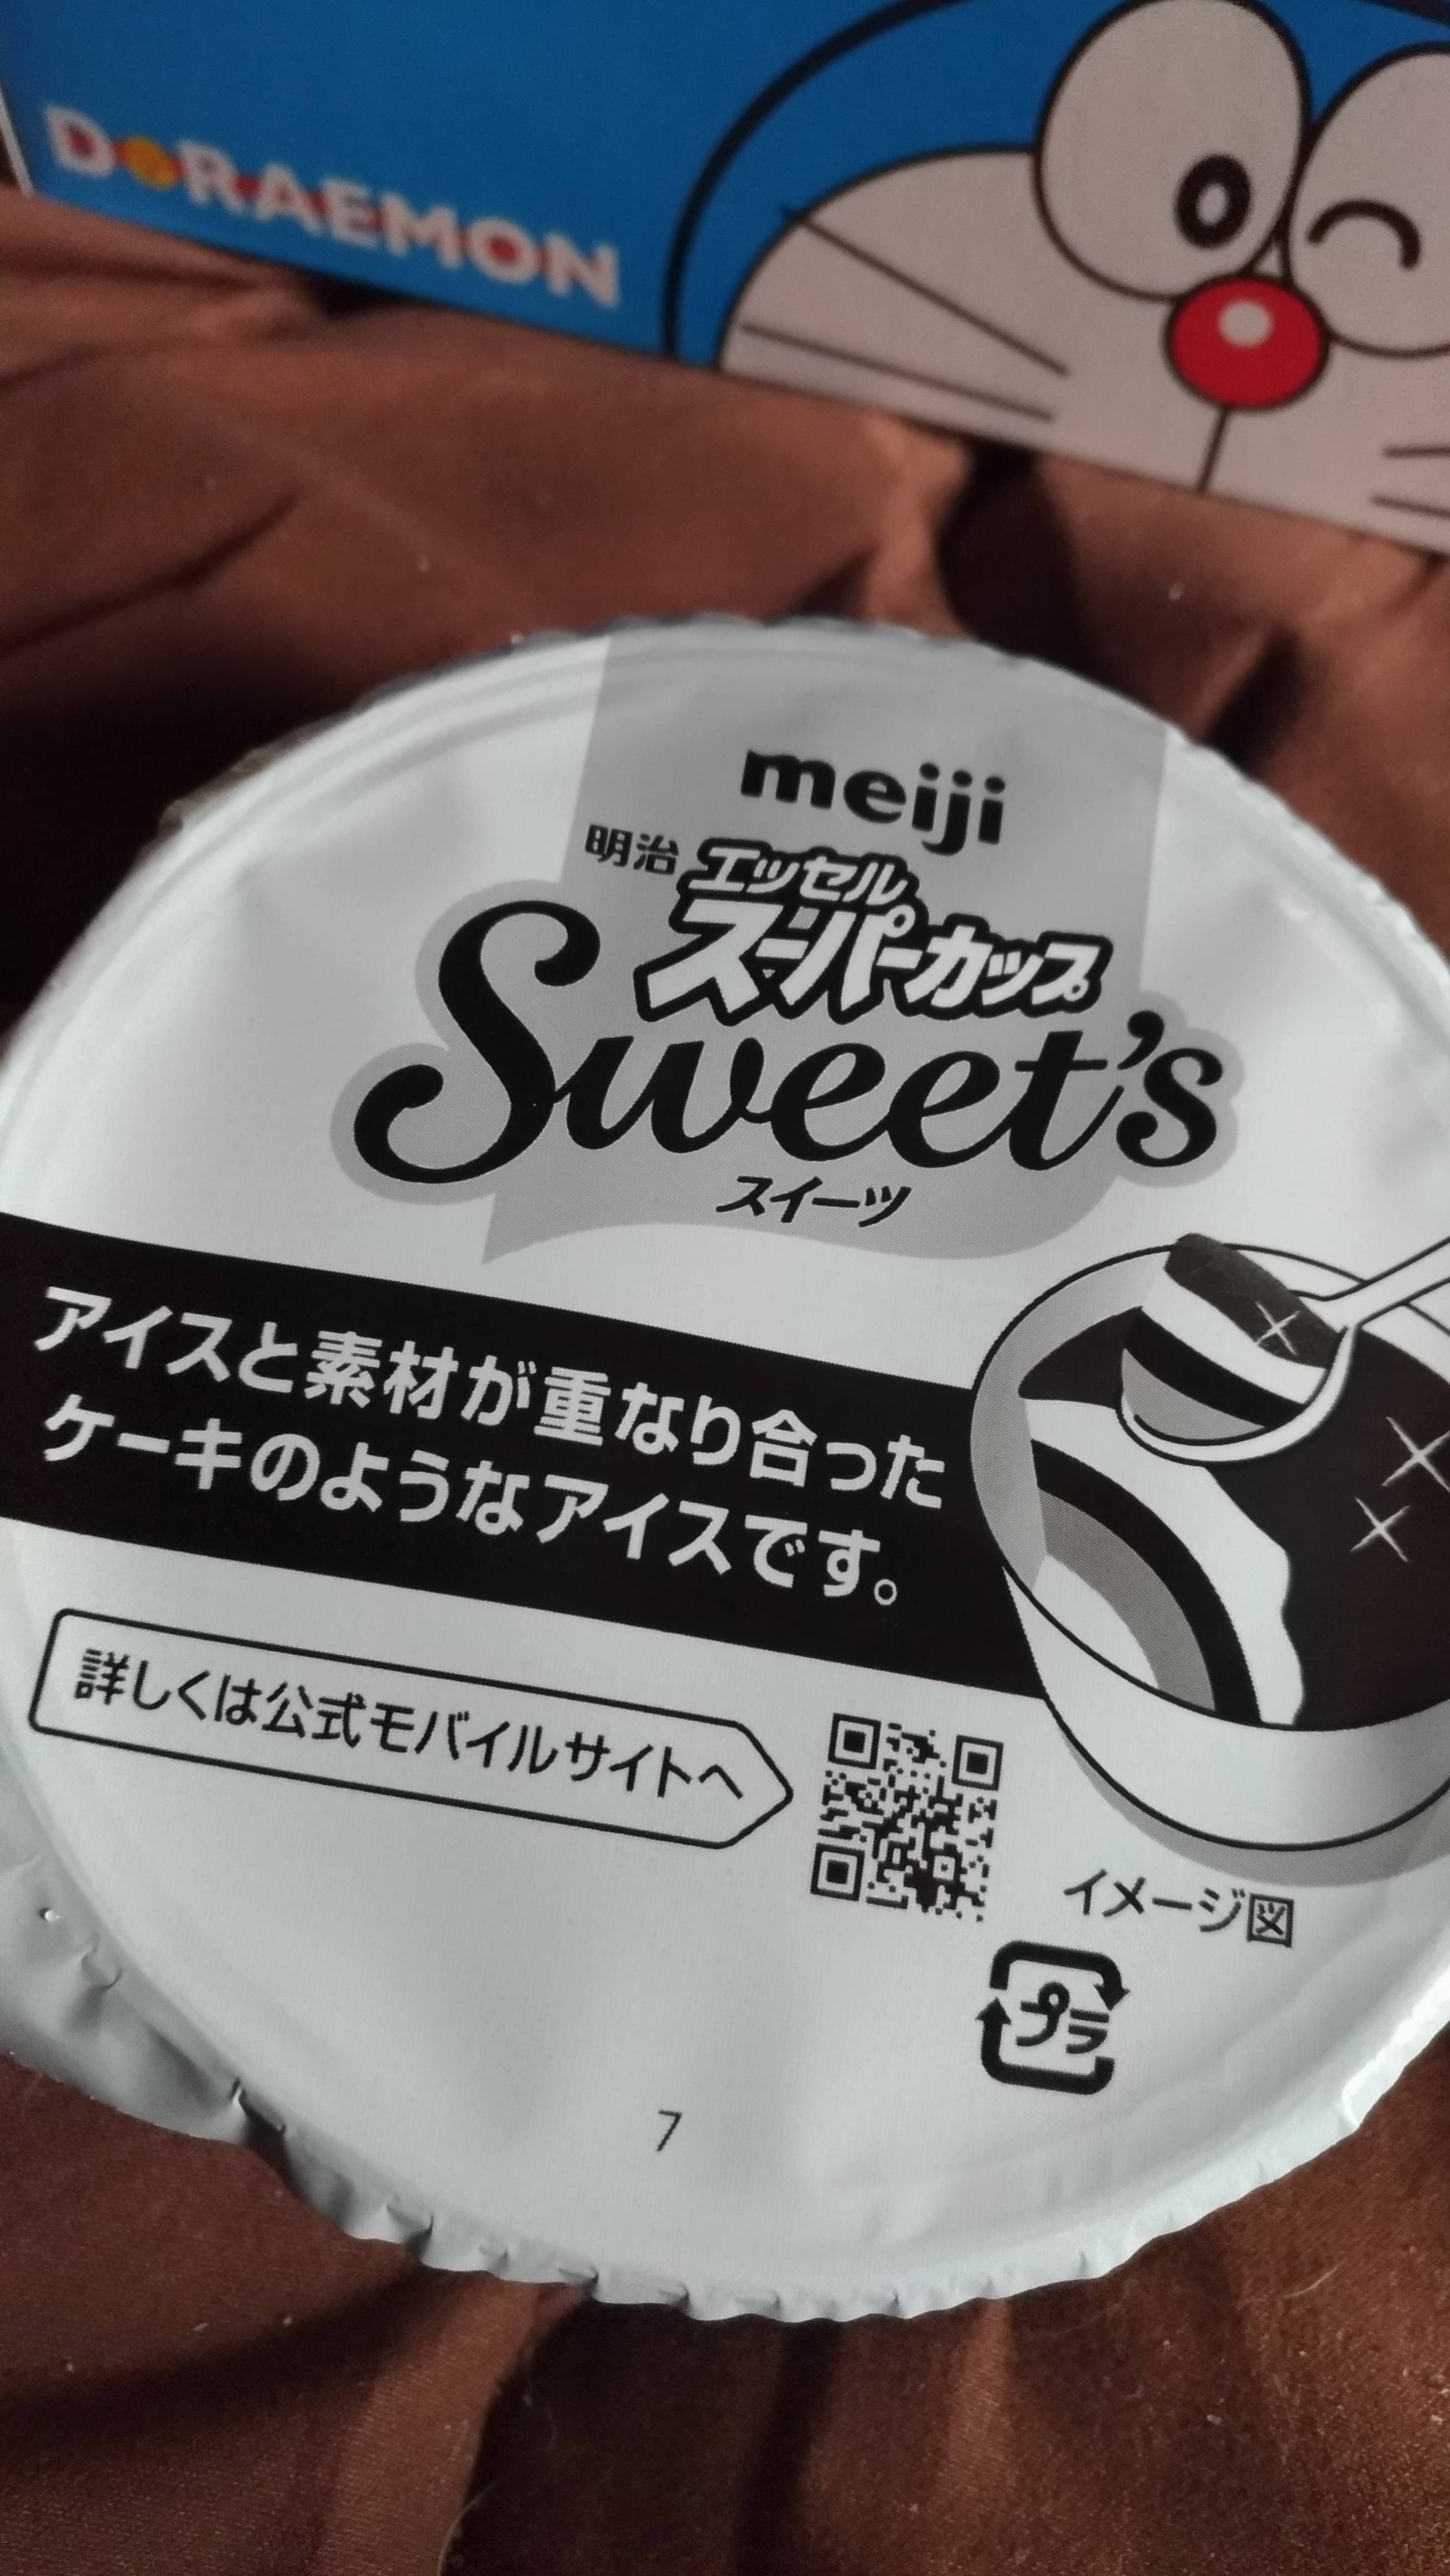 DORAEMON
meiji
明治 エッセル
スーパーカップ
Sweet's
スイーツ
アイスと素材が重なり合った
ケーキのようなアイスです。
詳しくは公式モバイルサイトへ
イメージ図
プラ
7